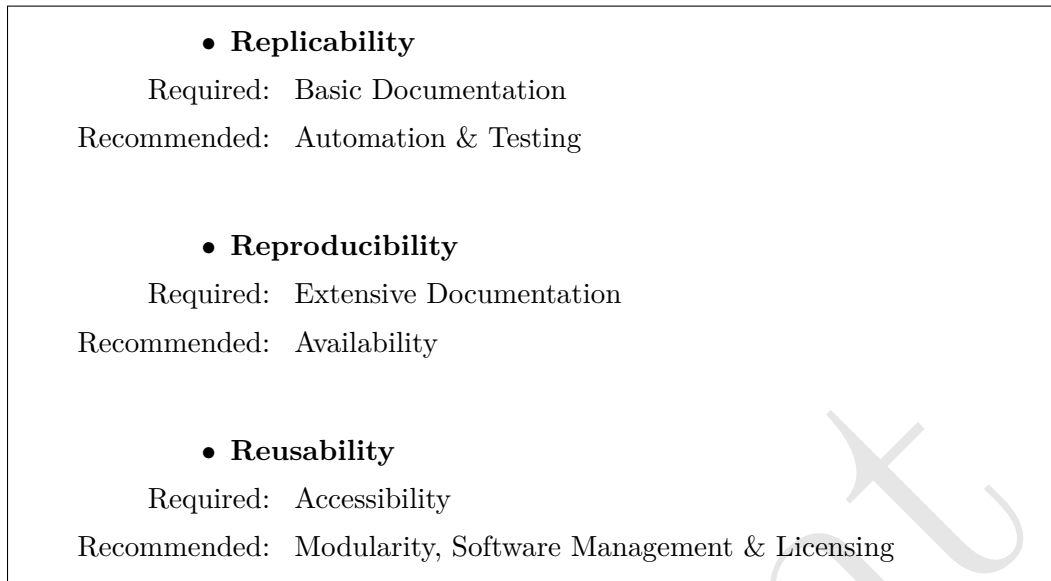 • Replicability
Required: Basic Documentation
Recommended: Automation & Testing
• Reproducibility
Required: Extensive Documentation
Recommended: Availability
• Reusability
Required: Accessibility
Recommended: Modularity, Software Management & Licensing